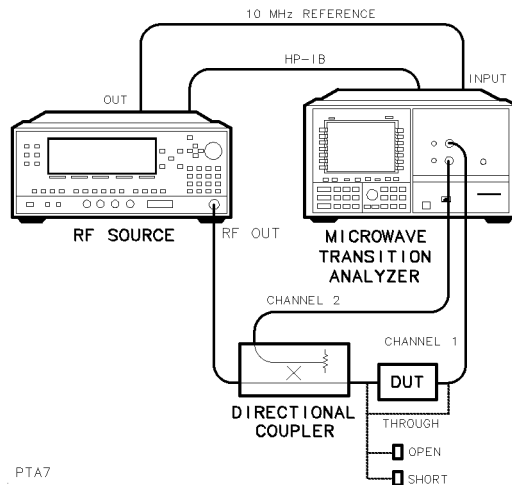 10 MHz REFERENCE
HP-IB
OUT
INPUT
RF SOURCE
RF OUT
MICROWAVE
TRANSITION
ANALYZER
CHANNEL 2
CHANNEL 1
DUT
DIRECTIONAL
COUPLER
THROUGH
OPEN
SHORT
PTA7